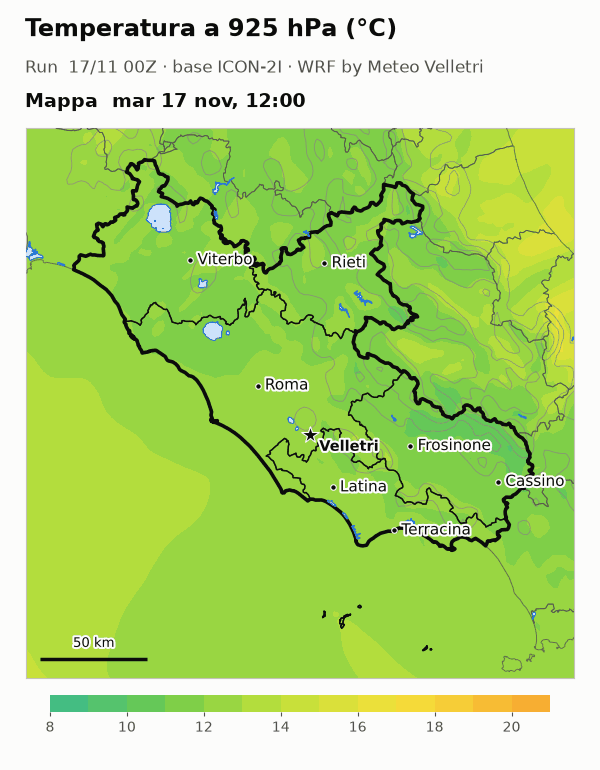 Temperatura a 925 hPa (°C)
Run 17/11 00Z · base ICON-2I · WRF by Meteo Velletri
Mappa mar 17 nov, 12:00
Viterbo
Rieti
Roma
Velletri
Frosinone
Latina
Cassino
Terracina
50 km
8 10 12 14 16 18 20